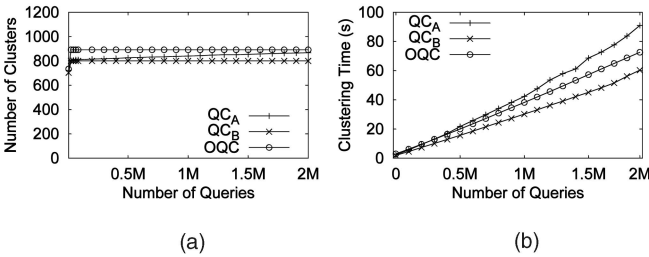 Number of Clusters
1200
1000
800
600
400
200
0
QCA
QCB
OQC
0.5M 1M 1.5M 2M
Number of Queries
(a)
Clustering Time (s)
100
80
60
40
20
0
QCA
QCB
OQC
0 0.5M 1M 1.5M 2M
Number of Queries
(b)